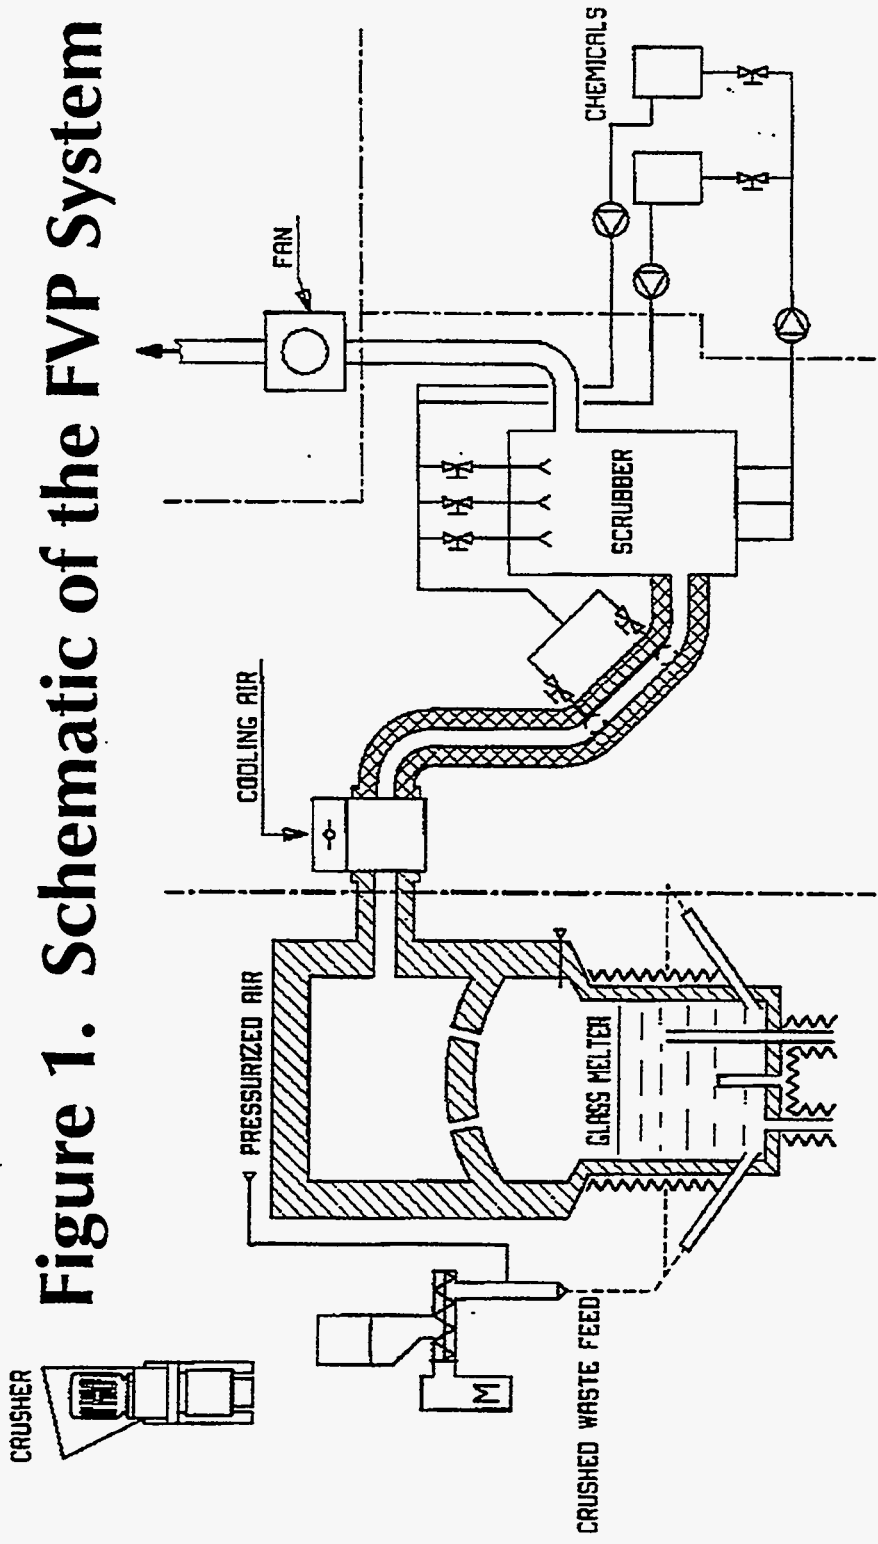 Figure 1. Schematic of the FVP System
CRUSHER
PRESSURIZED AIR
COOLING AIR
FAN
CHEMICALS
M
GLASS MELTER
SCRUBBER
CRUSHED WASTE FEED